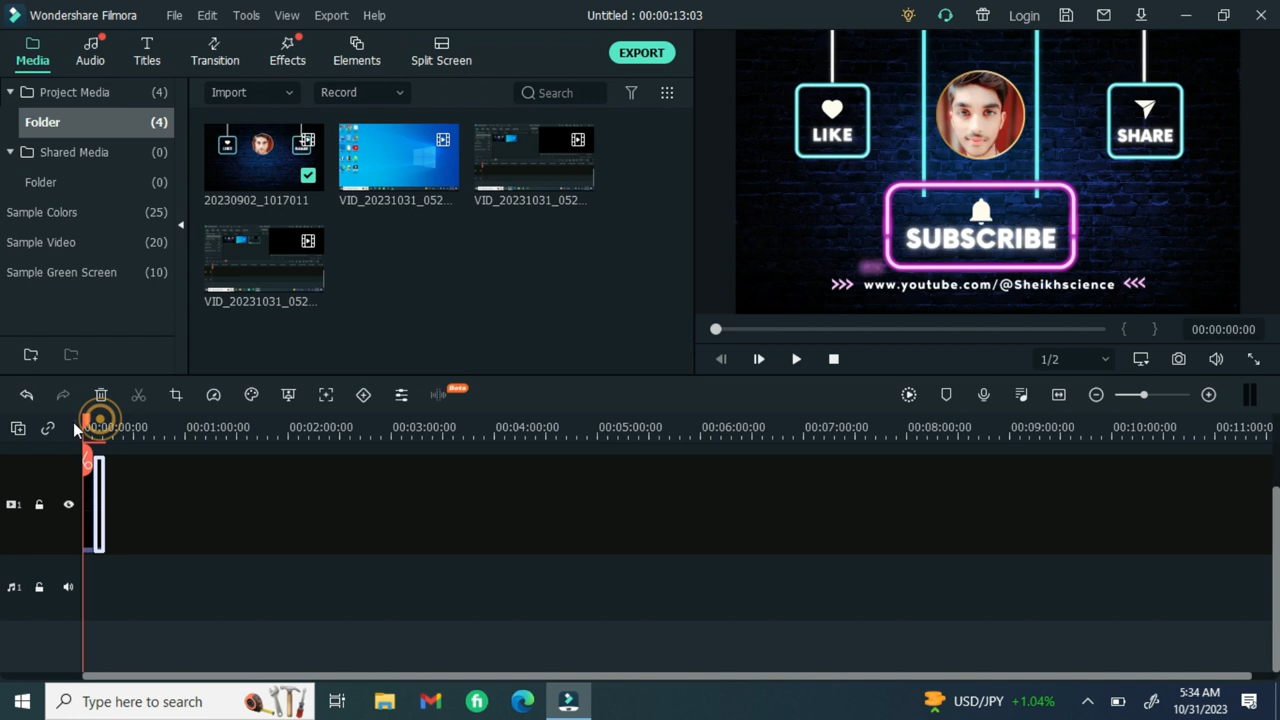 Wondershare Filmora
File Edit Tools View Export Help
Untitled : 00:00:13:03
Login
Media Audio Titles Transition Effects Elements Split Screen
EXPORT
Project Media (4)
Folder (4)
Shared Media (0)
Folder (0)
Sample Colors (25)
Sample Video (20)
Sample Green Screen (10)
Import Record Search
20230902_1017011
VID_20231031_052...
VID_20231031_052...
VID_20231031_052...
LIKE
SHARE
SUBSCRIBE
>>> www.youtube.com/@Sheikhscience <<<
{ } 00:00:00:00
1/2
Beta
00:00:00:00 00:01:00:00 00:02:00:00 00:03:00:00 00:04:00:00 00:05:00:00 00:06:00:00 00:07:00:00 00:08:00:00 00:09:00:00 00:10:00:00 00:11:00:0
1
1
Type here to search
USD/JPY +1.04%
5:34 AM
10/31/2023